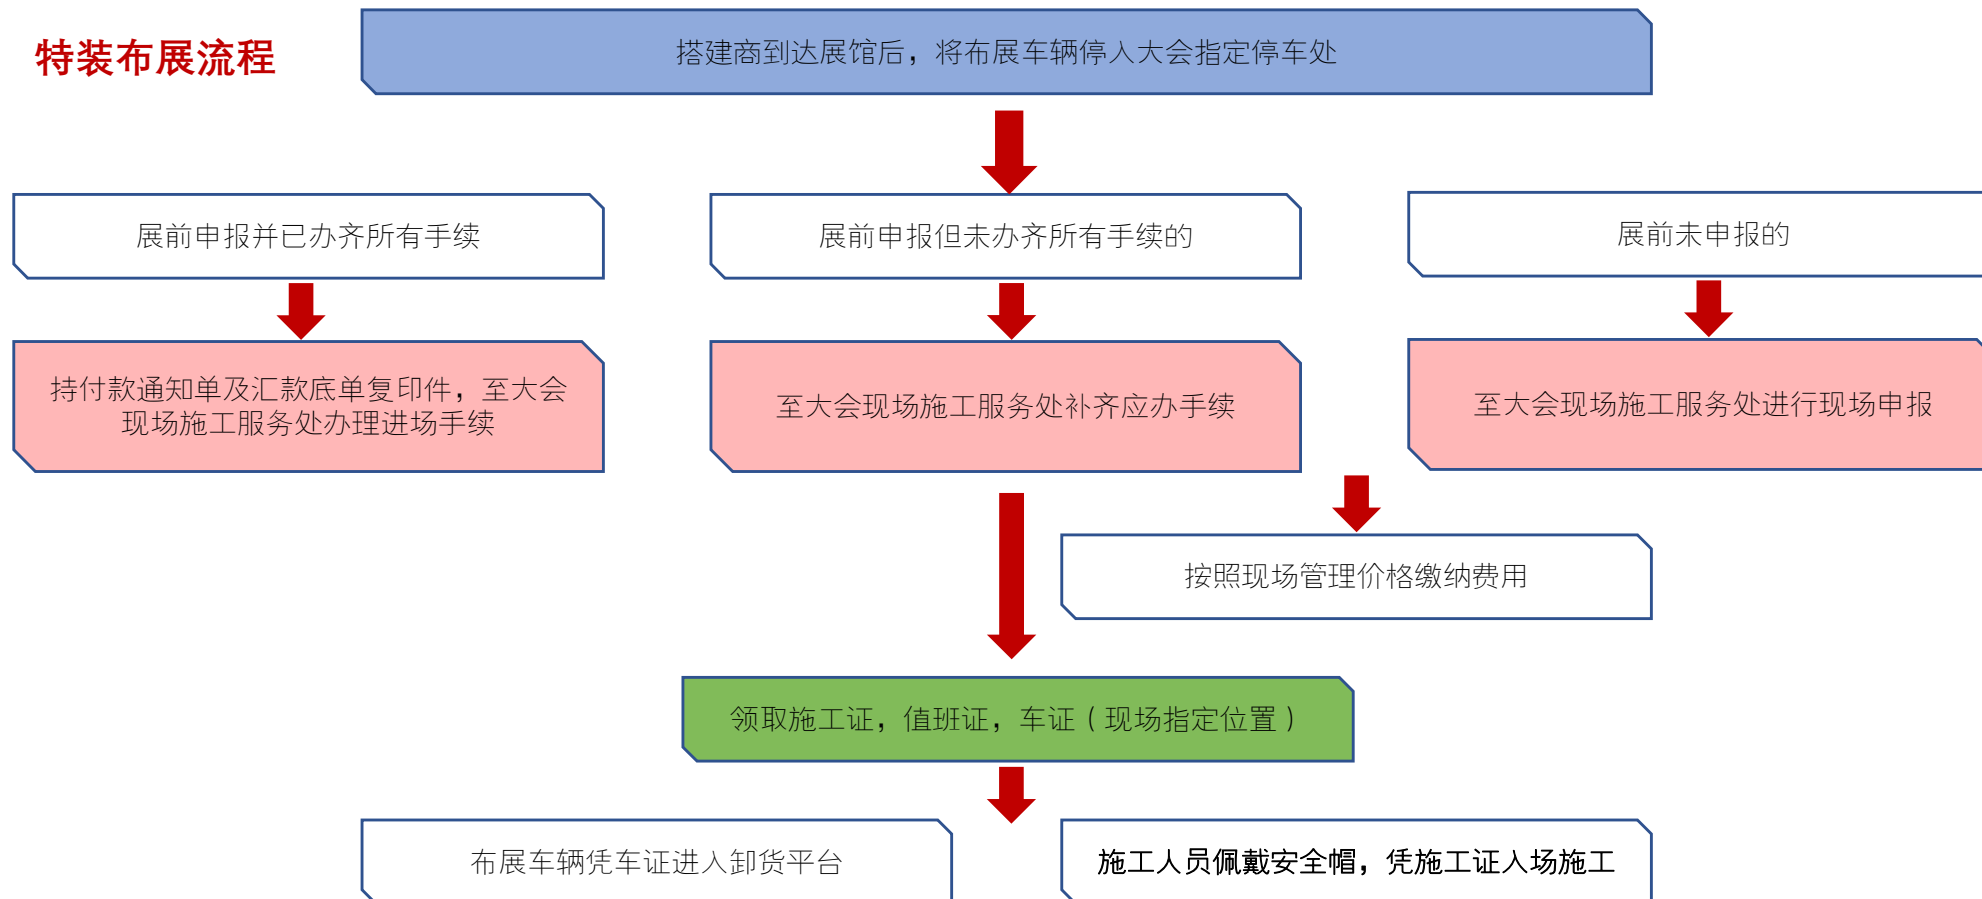 特装布展流程
搭建商到达展馆后，将布展车辆停入大会指定停车处
展前申报并已办齐所有手续
展前申报但未办齐所有手续的
展前未申报的
持付款通知单及汇款底单复印件，至大会
现场施工服务处办理进场手续
至大会现场施工服务处补齐应办手续
至大会现场施工服务处进行现场申报
按照现场管理价格缴纳费用
领取施工证，值班证，车证（现场指定位置）
布展车辆凭车证进入卸货平台
施工人员佩戴安全帽，凭施工证入场施工